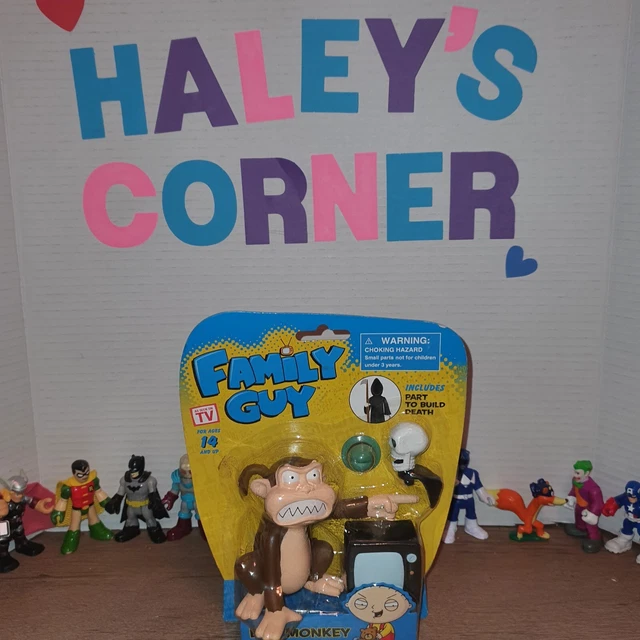 HALEY'S
CORNER
FAMILY
GUY
AS SEEN ON
TV
FOR AGES
14
AND UP
⚠ WARNING:
CHOKING HAZARD
Small parts not for children
under 3 years.
INCLUDES
PART
TO BUILD
DEATH
MONKEY